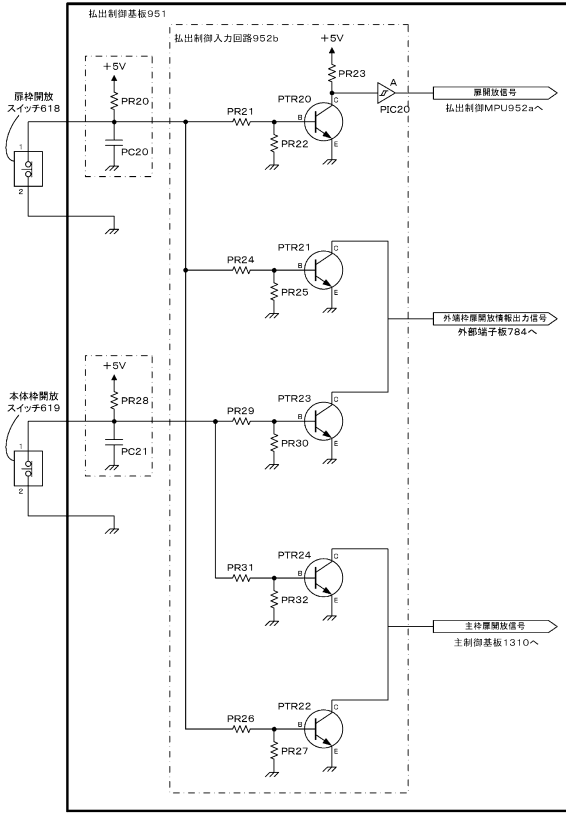 払出制御基板951
払出制御入力回路952b
+5V
PR20
PC20
扉枠開放
スイッチ618
1
2
PR21
PR22
PTR20
B
C
E
+5V
PR23
A
PIC20
扉開放信号
払出制御MPU952aへ
PR24
PR25
PTR21
B
C
E
外端枠扉開放情報出力信号
外部端子板784へ
+5V
PR28
PC21
本体枠開放
スイッチ619
1
2
PR29
PR30
PTR23
B
C
E
PR31
PR32
PTR24
B
C
E
主枠扉開放信号
主制御基板1310へ
PR26
PR27
PTR22
B
C
E